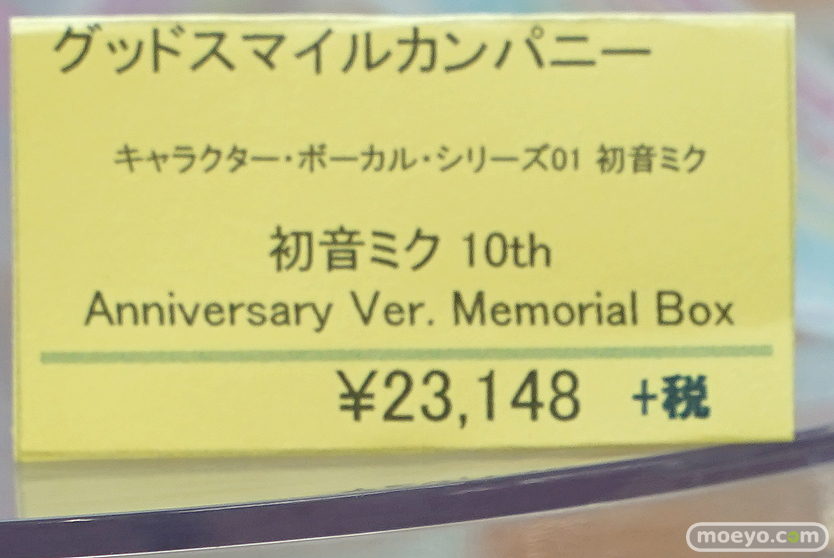 グッドスマイルカンパニー
キャラクター・ボーカル・シリーズ01 初音ミク
初音ミク 10th
Anniversary Ver. Memorial Box
¥23,148 +税
moeyo.com